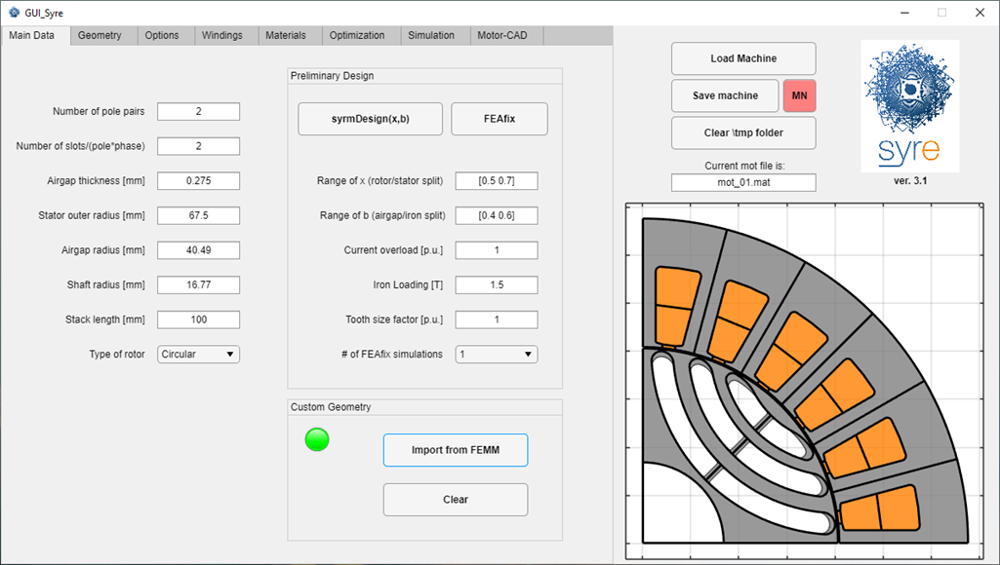 GUI_Syre
Main Data Geometry Options Windings Materials Optimization Simulation Motor-CAD
Number of pole pairs 2
Number of slots/(pole*phase) 2
Airgap thickness [mm] 0.275
Stator outer radius [mm] 67.5
Airgap radius [mm] 40.49
Shaft radius [mm] 16.77
Stack length [mm] 100
Type of rotor Circular
Preliminary Design
syrmDesign(x,b) FEAfix
Range of x (rotor/stator split) [0.5 0.7]
Range of b (airgap/iron split) [0.4 0.6]
Current overload [p.u.] 1
Iron Loading [T] 1.5
Tooth size factor [p.u.] 1
# of FEAfix simulations 1
Custom Geometry
Import from FEMM
Clear
Load Machine
Save machine MN
Clear \tmp folder
Current mot file is:
mot_01.mat
syre
ver. 3.1